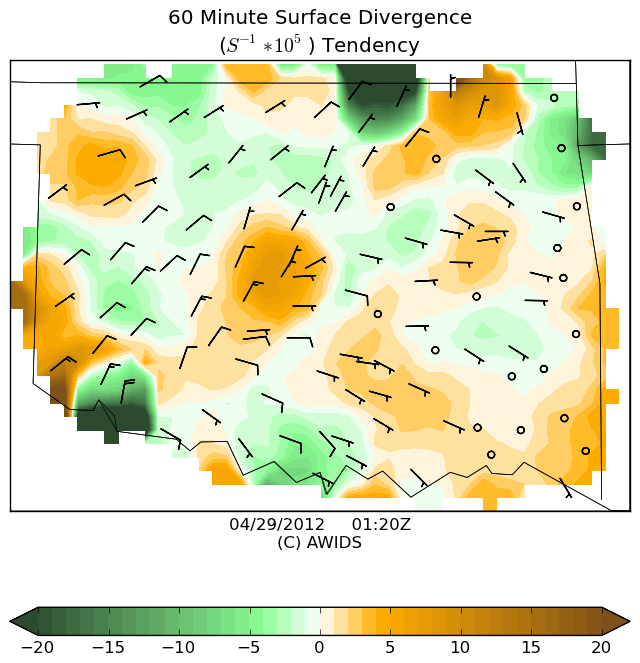 60 Minute Surface Divergence
(S⁻¹ * 10⁵ ) Tendency
04/29/2012 01:20Z
(C) AWIDS
−20 −15 −10 −5 0 5 10 15 20